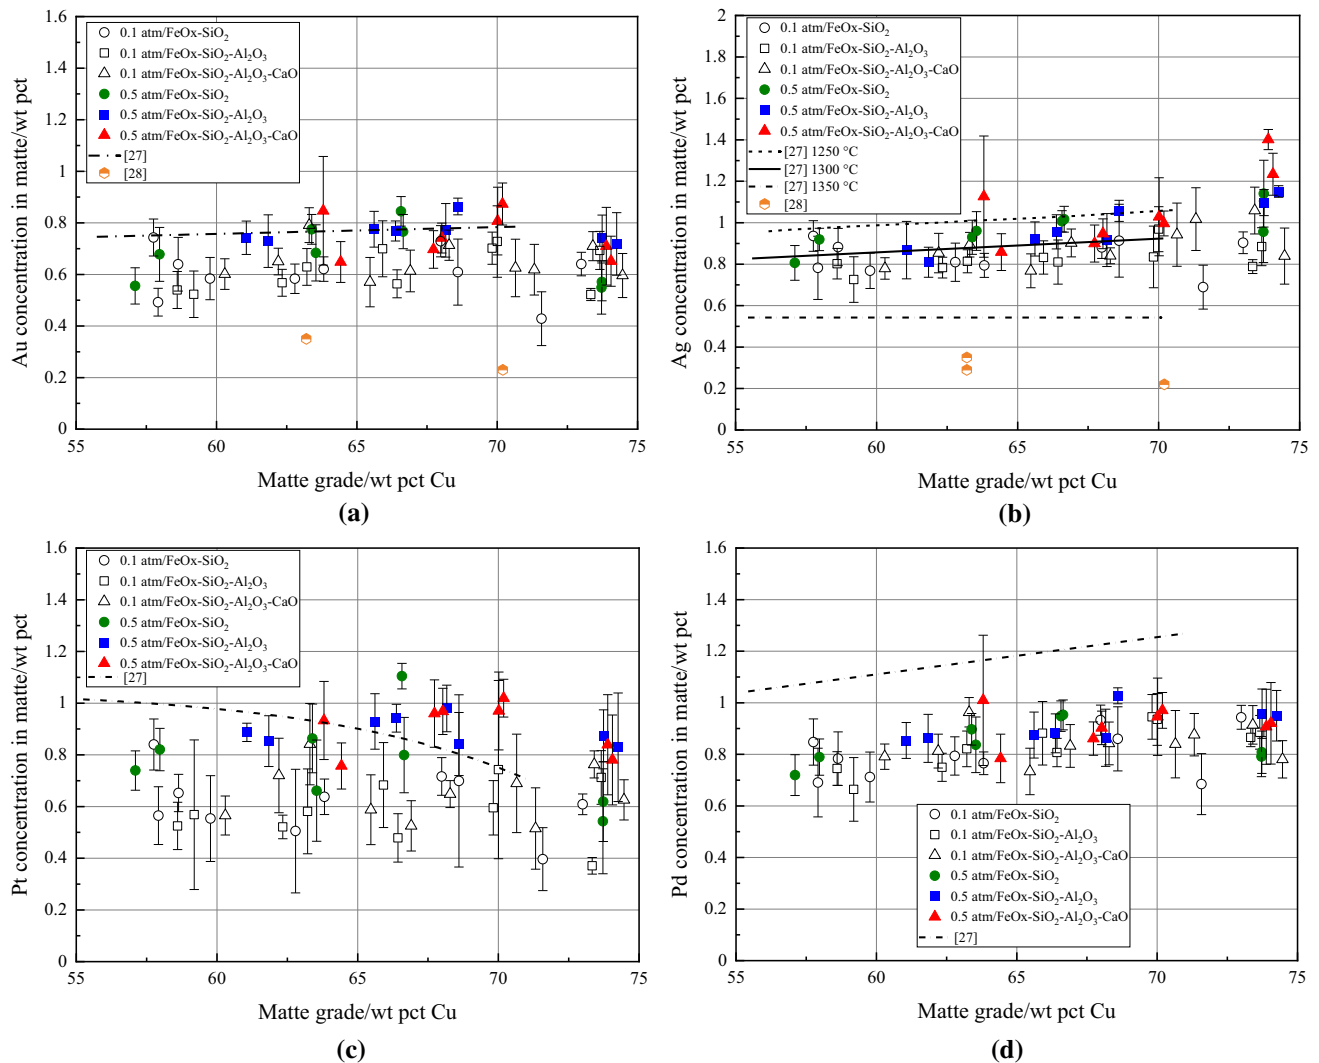 Au concentration in matte/wt pct
1.6
1.4
1.2
1
0.8
0.6
0.4
0.2
0
0.1 atm/FeOx-SiO₂
0.1 atm/FeOx-SiO₂-Al₂O₃
0.1 atm/FeOx-SiO₂-Al₂O₃-CaO
0.5 atm/FeOx-SiO₂
0.5 atm/FeOx-SiO₂-Al₂O₃
0.5 atm/FeOx-SiO₂-Al₂O₃-CaO
[27]
[28]
55 60 65 70 75
Matte grade/wt pct Cu
(a)
Ag concentration in matte/wt pct
2
1.8
1.6
1.4
1.2
1
0.8
0.6
0.4
0.2
0
0.1 atm/FeOx-SiO₂
0.1 atm/FeOx-SiO₂-Al₂O₃
0.1 atm/FeOx-SiO₂-Al₂O₃-CaO
0.5 atm/FeOx-SiO₂
0.5 atm/FeOx-SiO₂-Al₂O₃
0.5 atm/FeOx-SiO₂-Al₂O₃-CaO
[27] 1250 °C
[27] 1300 °C
[27] 1350 °C
[28]
55 60 65 70 75
Matte grade/wt pct Cu
(b)
Pt concentration in matte/wt pct
1.6
1.4
1.2
1
0.8
0.6
0.4
0.2
0
0.1 atm/FeOx-SiO₂
0.1 atm/FeOx-SiO₂-Al₂O₃
0.1 atm/FeOx-SiO₂-Al₂O₃-CaO
0.5 atm/FeOx-SiO₂
0.5 atm/FeOx-SiO₂-Al₂O₃
0.5 atm/FeOx-SiO₂-Al₂O₃-CaO
[27]
55 60 65 70 75
Matte grade/wt pct Cu
(c)
Pd concentration in matte/wt pct
1.6
1.4
1.2
1
0.8
0.6
0.4
0.2
0
0.1 atm/FeOx-SiO₂
0.1 atm/FeOx-SiO₂-Al₂O₃
0.1 atm/FeOx-SiO₂-Al₂O₃-CaO
0.5 atm/FeOx-SiO₂
0.5 atm/FeOx-SiO₂-Al₂O₃
0.5 atm/FeOx-SiO₂-Al₂O₃-CaO
[27]
55 60 65 70 75
Matte grade/wt pct Cu
(d)